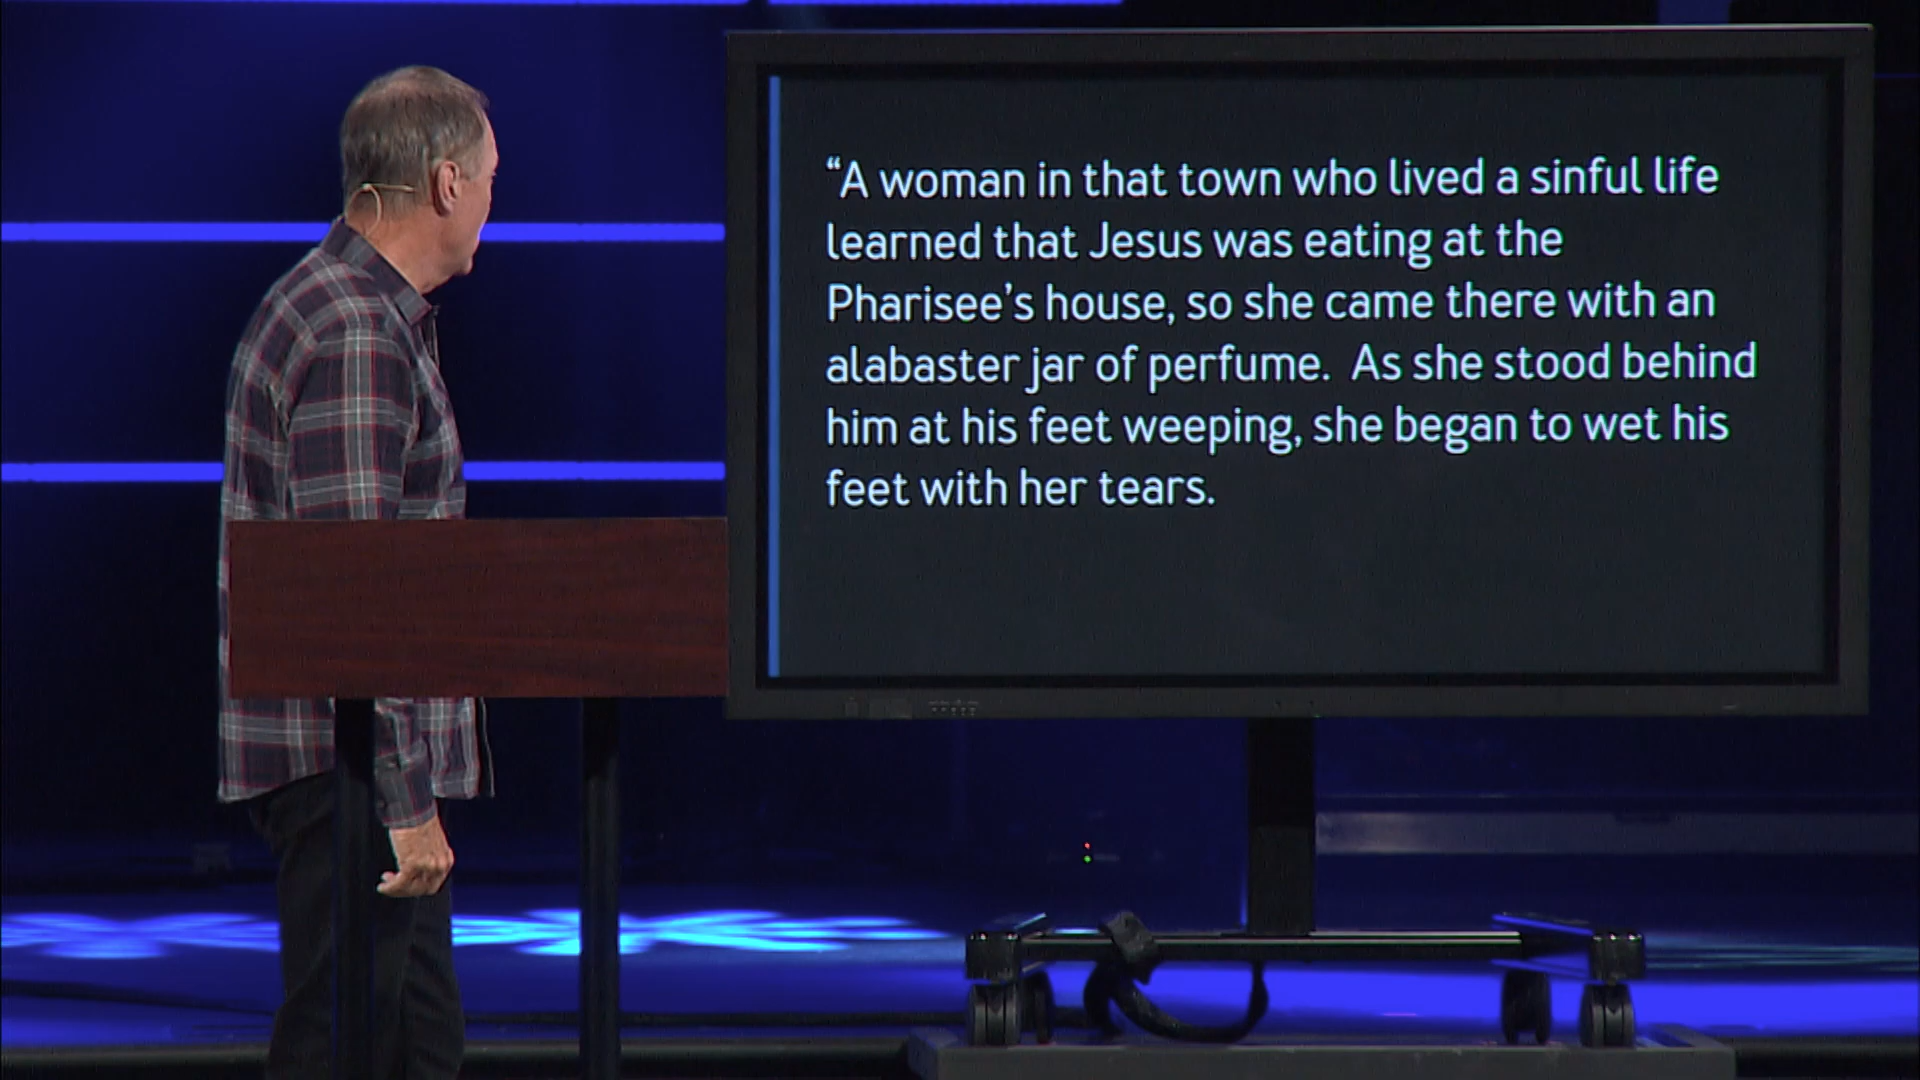 “A woman in that town who lived a sinful life
learned that Jesus was eating at the
Pharisee’s house, so she came there with an
alabaster jar of perfume.  As she stood behind
him at his feet weeping, she began to wet his
feet with her tears.